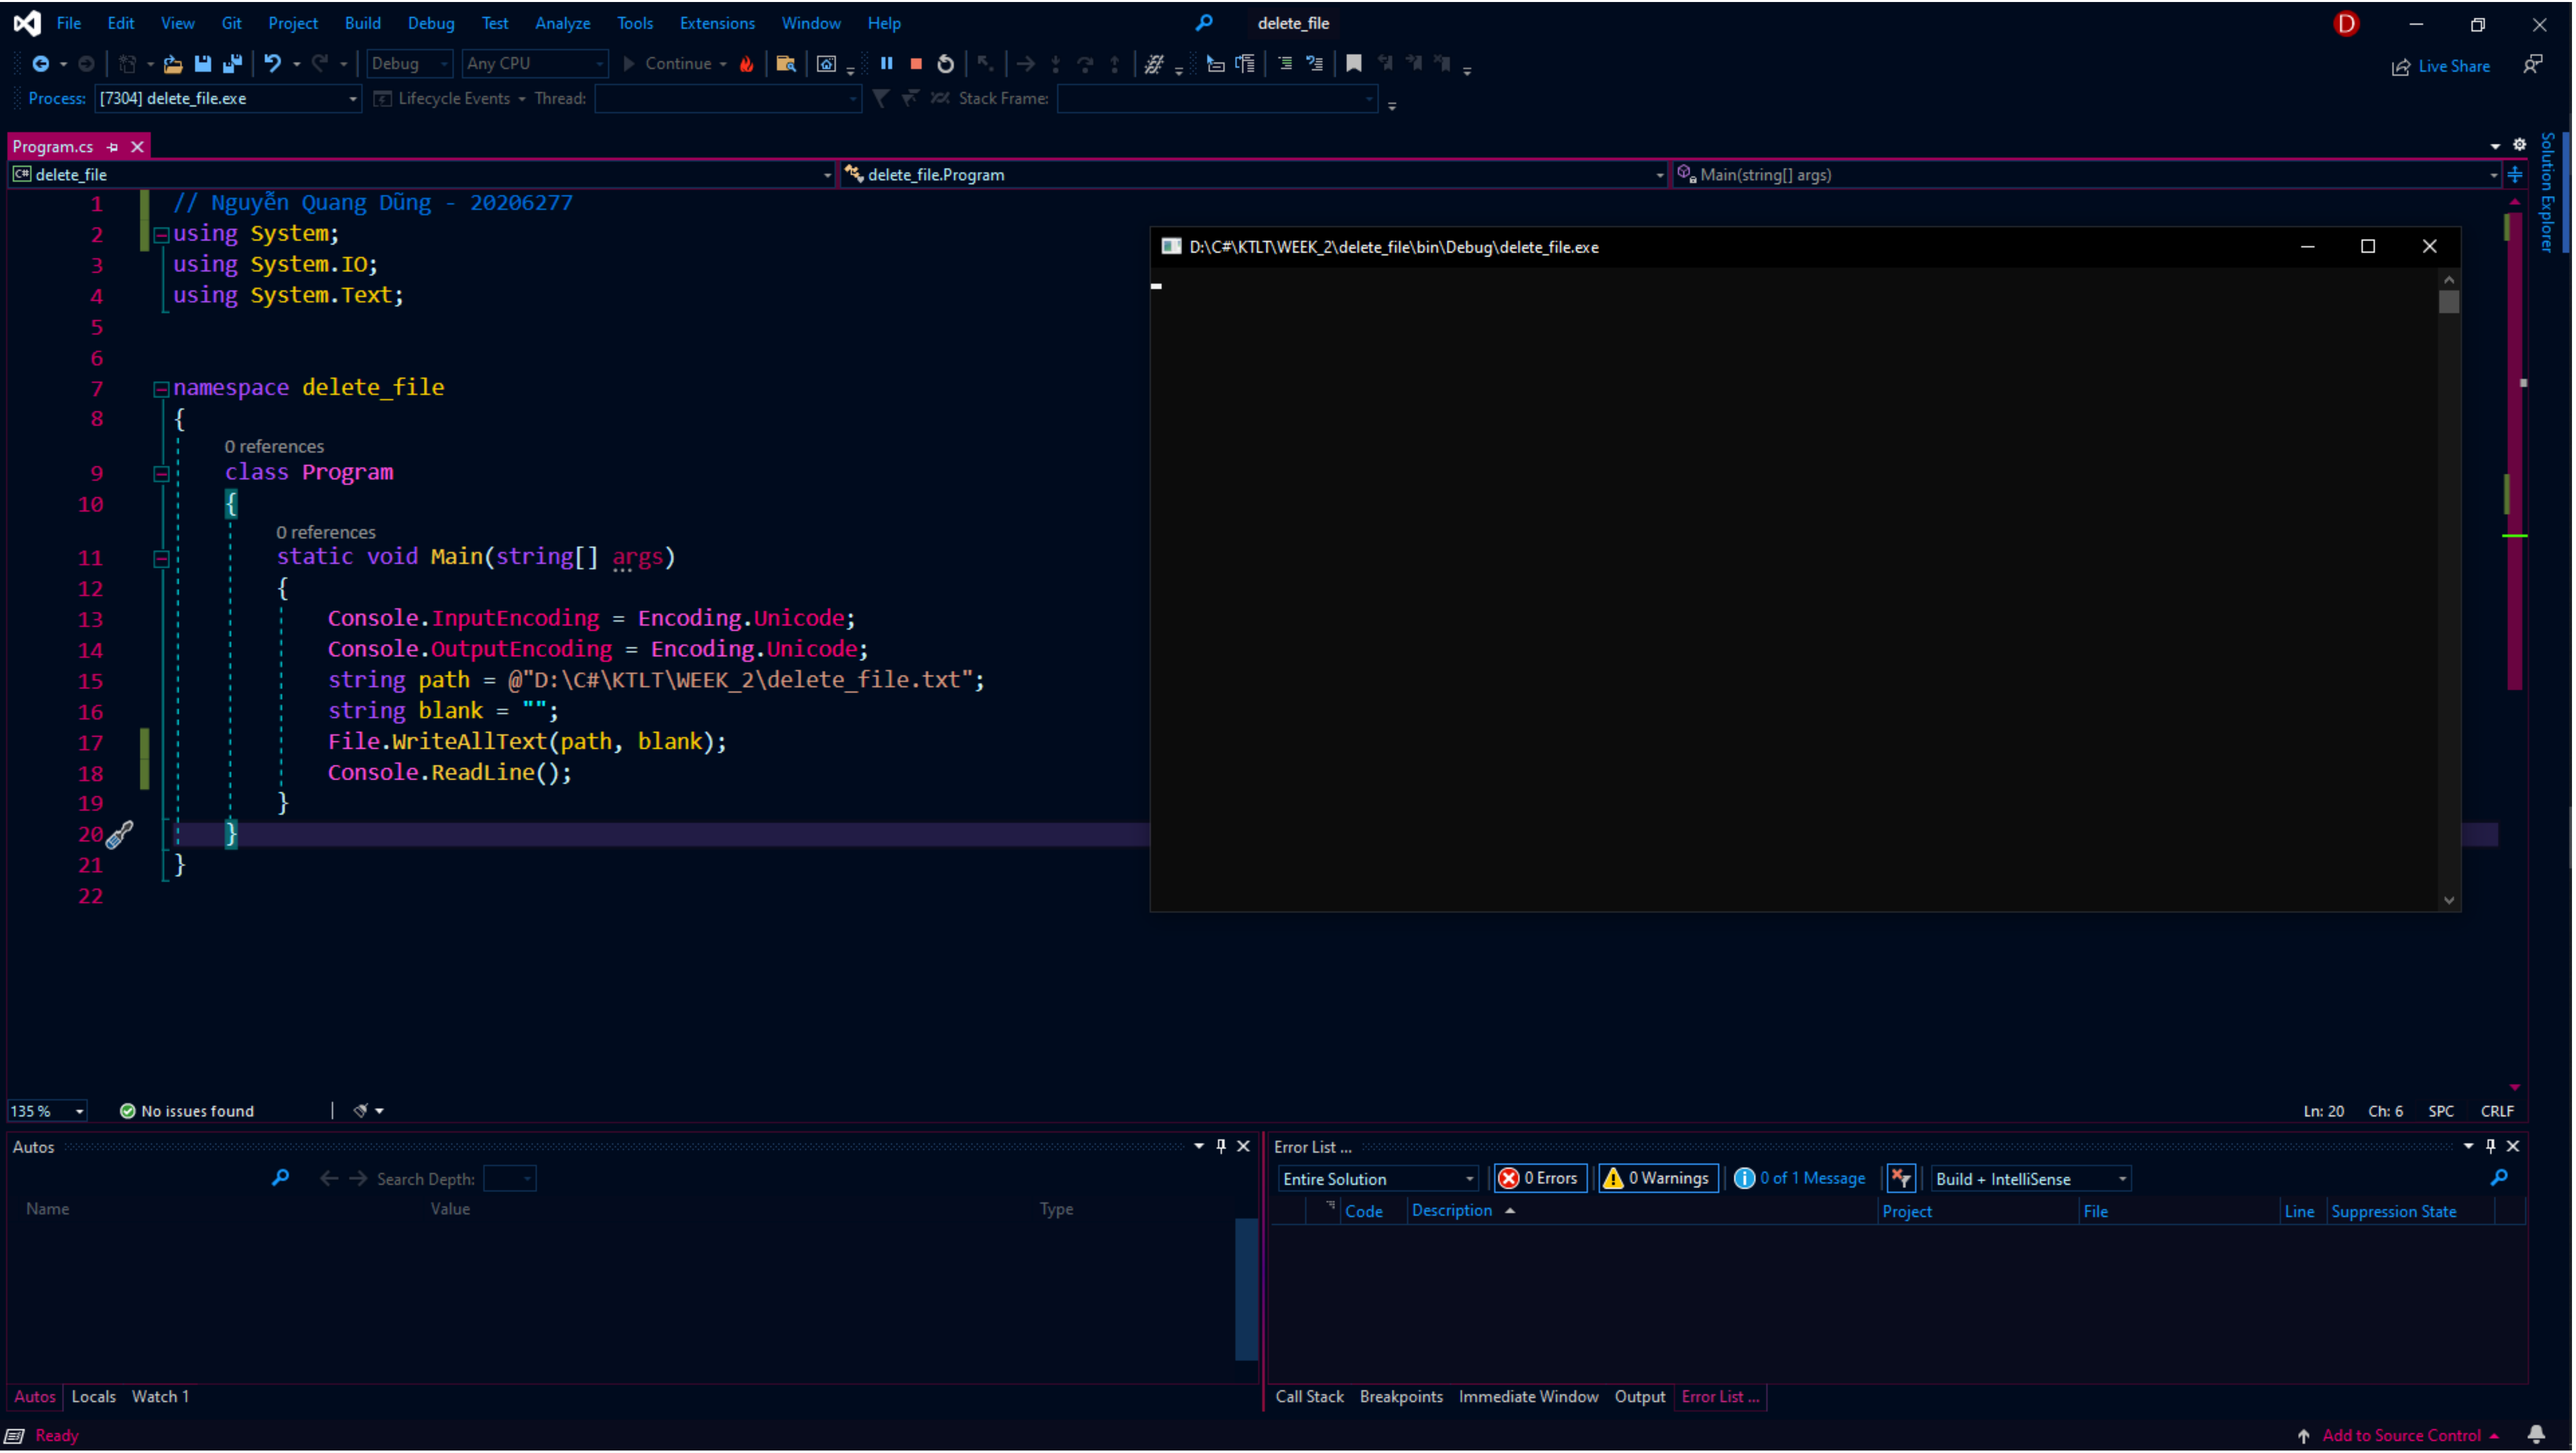 File Edit View Git Project Build Debug Test Analyze Tools Extensions Window Help delete_file D
Debug Any CPU Continue Live Share
Process: [7304] delete_file.exe Lifecycle Events Thread: Stack Frame:
Program.cs
C# delete_file delete_file.Program Main(string[] args)
Solution Explorer
1 // Nguyễn Quang Dũng - 20206277
2 using System;
3 using System.IO;
4 using System.Text;
5
6
7 namespace delete_file
8 {
0 references
9 class Program
10 {
0 references
11 static void Main(string[] args)
12 {
13 Console.InputEncoding = Encoding.Unicode;
14 Console.OutputEncoding = Encoding.Unicode;
15 string path = @"D:\C#\KTLT\WEEK_2\delete_file.txt";
16 string blank = "";
17 File.WriteAllText(path, blank);
18 Console.ReadLine();
19 }
20 }
21 }
22
D:\C#\KTLT\WEEK_2\delete_file\bin\Debug\delete_file.exe
135 % No issues found Ln: 20 Ch: 6 SPC CRLF
Autos
Search Depth:
Name Value Type
Autos Locals Watch 1
Error List ...
Entire Solution 0 Errors 0 Warnings 0 of 1 Message Build + IntelliSense
Code Description Project File Line Suppression State
Call Stack Breakpoints Immediate Window Output Error List ...
Ready Add to Source Control